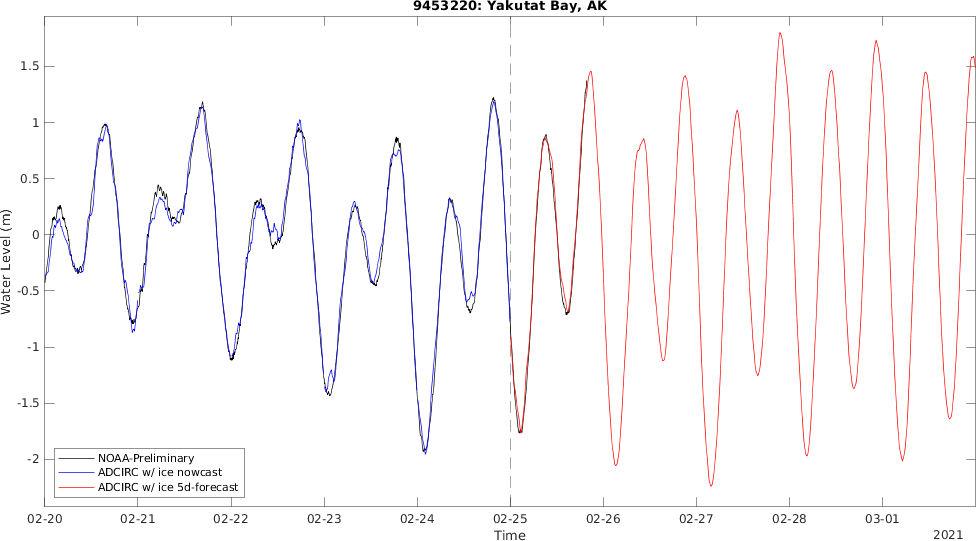 9453220: Yakutat Bay, AK
Water Level (m)
1.5
1
0.5
0
-0.5
-1
-1.5
-2
NOAA-Preliminary
ADCIRC w/ ice nowcast
ADCIRC w/ ice 5d-forecast
02-20 02-21 02-22 02-23 02-24 02-25 02-26 02-27 02-28 03-01
Time
2021